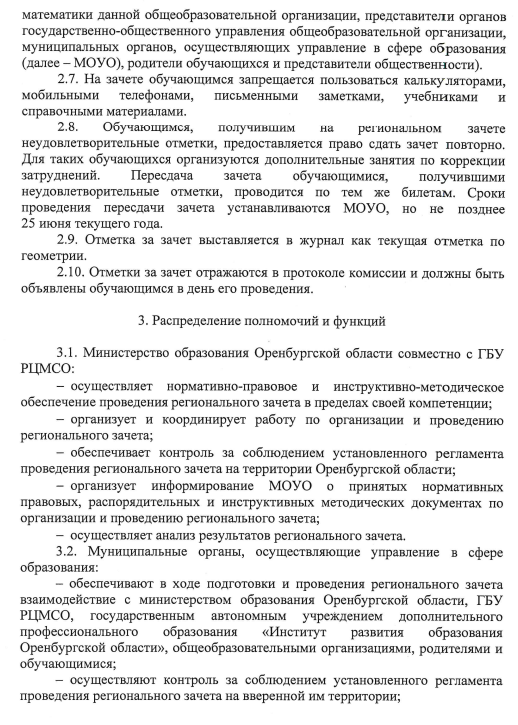 математики данной общеобразовательной организации, представители органов
государственно-общественного управления общеобразовательной организации,
муниципальных органов, осуществляющих управление в сфере образования
(далее – МОУО), родители обучающихся и представители общественности).
2.7. На зачете обучающимся запрещается пользоваться калькуляторами,
мобильными телефонами, письменными заметками, учебниками и
справочными материалами.
2.8. Обучающимся, получившим на региональном зачете
неудовлетворительные отметки, предоставляется право сдать зачет повторно.
Для таких обучающихся организуются дополнительные занятия по коррекции
затруднений. Пересдача зачета обучающимися, получившими
неудовлетворительные отметки, проводится по тем же билетам. Сроки
проведения пересдачи зачета устанавливаются МОУО, но не позднее
25 июня текущего года.
2.9. Отметка за зачет выставляется в журнал как текущая отметка по
геометрии.
2.10. Отметки за зачет отражаются в протоколе комиссии и должны быть
объявлены обучающимся в день его проведения.
3. Распределение полномочий и функций
3.1. Министерство образования Оренбургской области совместно с ГБУ
РЦМСО:
– осуществляет нормативно-правовое и инструктивно-методическое
обеспечение проведения регионального зачета в пределах своей компетенции;
– организует и координирует работу по организации и проведению
регионального зачета;
– обеспечивает контроль за соблюдением установленного регламента
проведения регионального зачета на территории Оренбургской области;
– организует информирование МОУО о принятых нормативных
правовых, распорядительных и инструктивных методических документах по
организации и проведению регионального зачета;
– осуществляет анализ результатов регионального зачета.
3.2. Муниципальные органы, осуществляющие управление в сфере
образования:
– обеспечивают в ходе подготовки и проведения регионального зачета
взаимодействие с министерством образования Оренбургской области, ГБУ
РЦМСО, государственным автономным учреждением дополнительного
профессионального образования «Институт развития образования
Оренбургской области», общеобразовательными организациями, родителями и
обучающимися;
– осуществляют контроль за соблюдением установленного регламента
проведения регионального зачета на вверенной им территории;